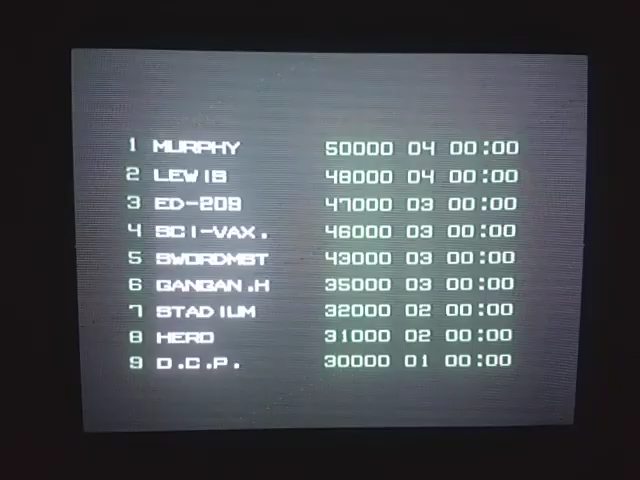 1 MURPHY 50000 04 00:00
2 LEWIS 48000 04 00:00
3 ED-209 47000 03 00:00
4 SCI-VAX. 46000 03 00:00
5 SWORDMST 43000 03 00:00
6 GANGAN.H 35000 03 00:00
7 STADIUM 32000 02 00:00
8 HERO 31000 02 00:00
9 O.C.P. 30000 01 00:00